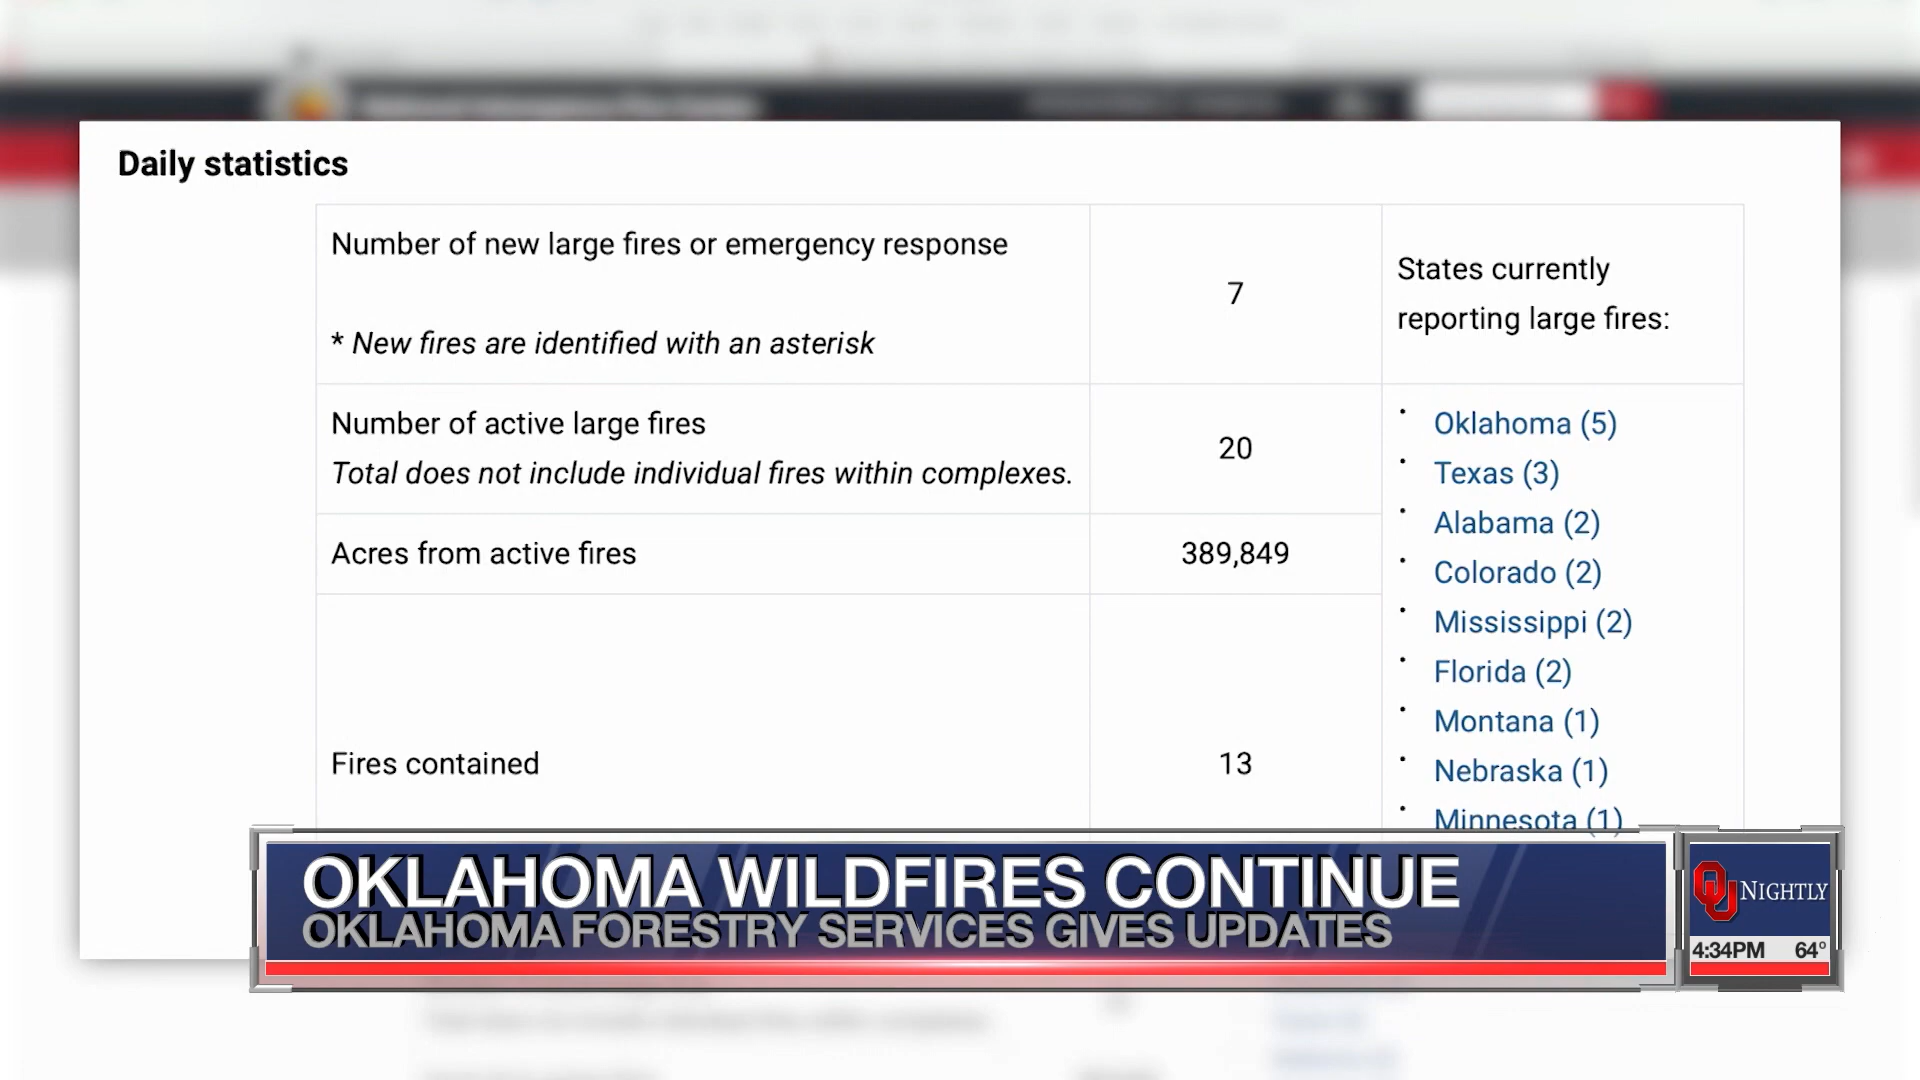 Daily statistics
Number of new large fires or emergency response
* New fires are identified with an asterisk
7
States currently
reporting large fires:
Number of active large fires
Total does not include individual fires within complexes.
20
Acres from active fires
389,849
Fires contained
13
Oklahoma (5)
Texas (3)
Alabama (2)
Colorado (2)
Mississippi (2)
Florida (2)
Montana (1)
Nebraska (1)
Minnesota (1)
OKLAHOMA WILDFIRES CONTINUE
OKLAHOMA FORESTRY SERVICES GIVES UPDATES
OU NIGHTLY
4:34PM 64°